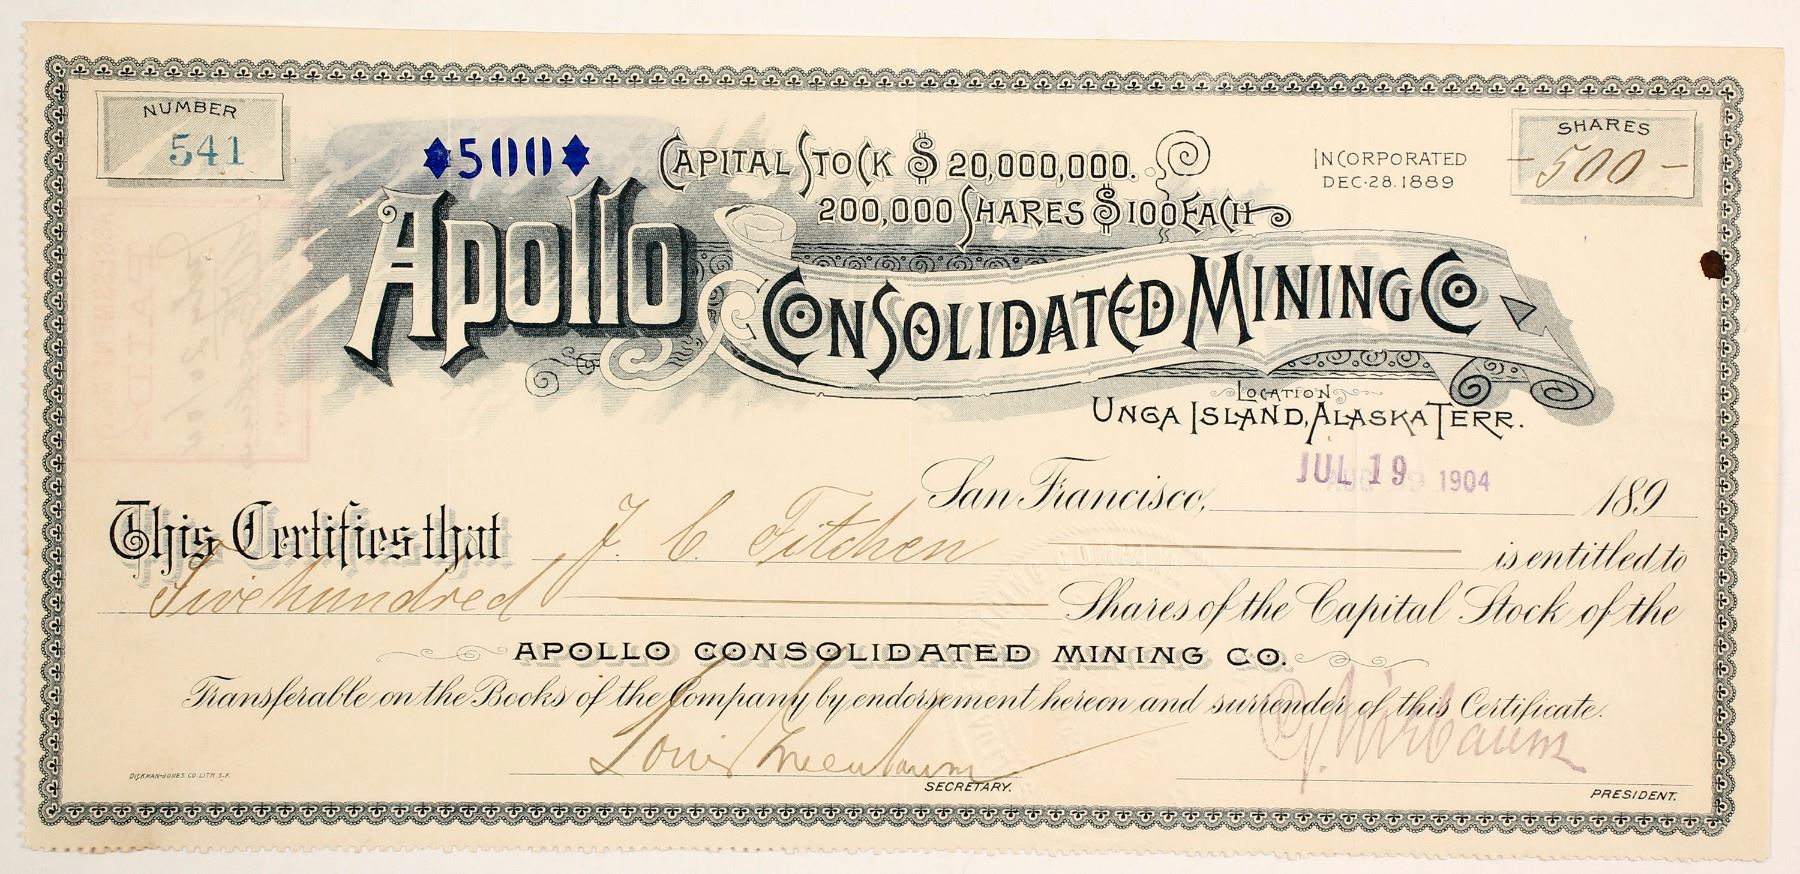 NUMBER
541
✶500✶
CAPITAL STOCK $20,000,000.
200,000 SHARES $100 EACH
INCORPORATED
DEC. 28. 1889
SHARES
- 500 -
Apollo
CONSOLIDATED MINING CO
LOCATION
UNGA ISLAND, ALASKA TERR.
San Francisco, JUL 19 1904 189
This Certifies that J. C. Titchen is entitled to
Five hundred Shares of the Capital Stock of the
APOLLO CONSOLIDATED MINING CO.
Transferable on the Books of the Company by endorsement hereon and surrender of this Certificate.
Louis
SECRETARY.
PRESIDENT.
DICKMAN-JONES CO. LITH. S.F.